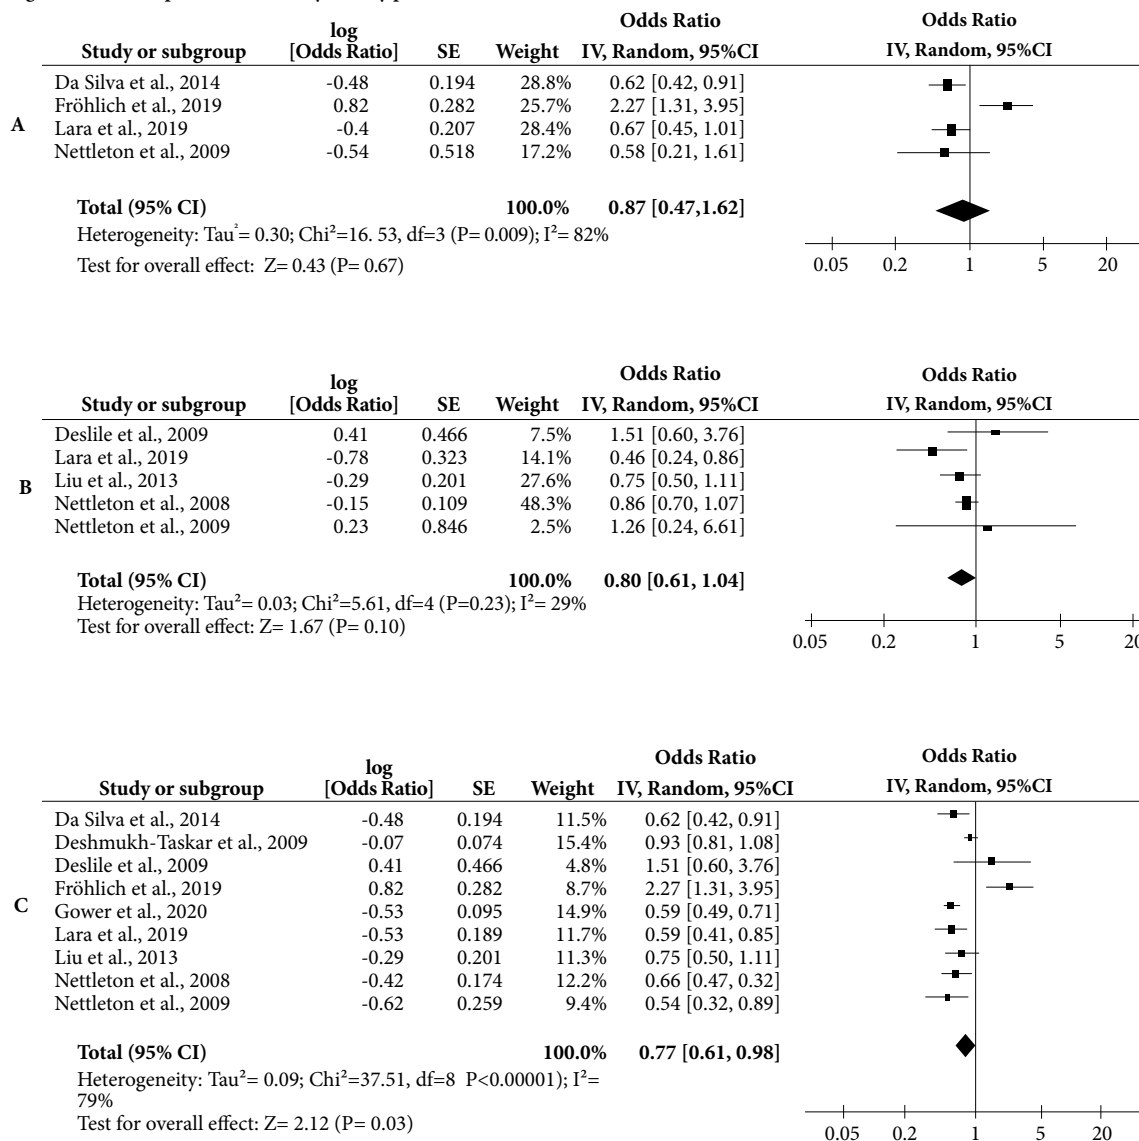 A
Odds Ratio
Odds Ratio
log
Study or subgroup [Odds Ratio] SE Weight IV, Random, 95%CI IV, Random, 95%CI
Da Silva et al., 2014 -0.48 0.194 28.8% 0.62 [0.42, 0.91]
Fröhlich et al., 2019 0.82 0.282 25.7% 2.27 [1.31, 3.95]
Lara et al., 2019 -0.4 0.207 28.4% 0.67 [0.45, 1.01]
Nettleton et al., 2009 -0.54 0.518 17.2% 0.58 [0.21, 1.61]
Total (95% CI) 100.0% 0.87 [0.47,1.62]
Heterogeneity: Tau²= 0.30; Chi²=16. 53, df=3 (P= 0.009); I²= 82%
Test for overall effect: Z= 0.43 (P= 0.67)
0.05 0.2 1 5 20
B
Odds Ratio
Odds Ratio
log
Study or subgroup [Odds Ratio] SE Weight IV, Random, 95%CI IV, Random, 95%CI
Deslile et al., 2009 0.41 0.466 7.5% 1.51 [0.60, 3.76]
Lara et al., 2019 -0.78 0.323 14.1% 0.46 [0.24, 0.86]
Liu et al., 2013 -0.29 0.201 27.6% 0.75 [0.50, 1.11]
Nettleton et al., 2008 -0.15 0.109 48.3% 0.86 [0.70, 1.07]
Nettleton et al., 2009 0.23 0.846 2.5% 1.26 [0.24, 6.61]
Total (95% CI) 100.0% 0.80 [0.61, 1.04]
Heterogeneity: Tau²= 0.03; Chi²=5.61, df=4 (P=0.23); I²= 29%
Test for overall effect: Z= 1.67 (P= 0.10)
0.05 0.2 1 5 20
C
Odds Ratio
Odds Ratio
log
Study or subgroup [Odds Ratio] SE Weight IV, Random, 95%CI IV, Random, 95%CI
Da Silva et al., 2014 -0.48 0.194 11.5% 0.62 [0.42, 0.91]
Deshmukh-Taskar et al., 2009 -0.07 0.074 15.4% 0.93 [0.81, 1.08]
Deslile et al., 2009 0.41 0.466 4.8% 1.51 [0.60, 3.76]
Fröhlich et al., 2019 0.82 0.282 8.7% 2.27 [1.31, 3.95]
Gower et al., 2020 -0.53 0.095 14.9% 0.59 [0.49, 0.71]
Lara et al., 2019 -0.53 0.189 11.7% 0.59 [0.41, 0.85]
Liu et al., 2013 -0.29 0.201 11.3% 0.75 [0.50, 1.11]
Nettleton et al., 2008 -0.42 0.174 12.2% 0.66 [0.47, 0.32]
Nettleton et al., 2009 -0.62 0.259 9.4% 0.54 [0.32, 0.89]
Total (95% CI) 100.0% 0.77 [0.61, 0.98]
Heterogeneity: Tau²= 0.09; Chi²=37.51, df=8 P<0.00001); I²=
79%
Test for overall effect: Z= 2.12 (P= 0.03)
0.05 0.2 1 5 20